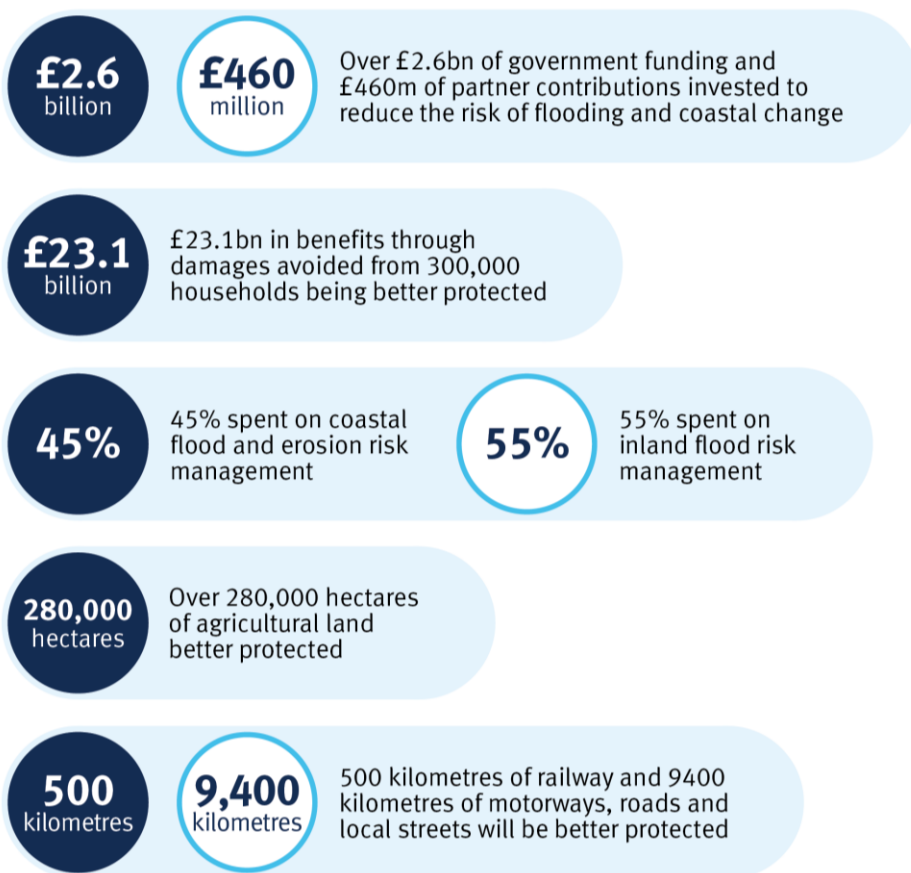 £2.6
billion
£460
million
Over £2.6bn of government funding and
£460m of partner contributions invested to
reduce the risk of flooding and coastal change
£23.1
billion
£23.1bn in benefits through
damages avoided from 300,000
households being better protected
45%
45% spent on coastal
flood and erosion risk
management
55%
55% spent on
inland flood risk
management
280,000
hectares
Over 280,000 hectares
of agricultural land
better protected
500
kilometres
9,400
kilometres
500 kilometres of railway and 9400
kilometres of motorways, roads and
local streets will be better protected